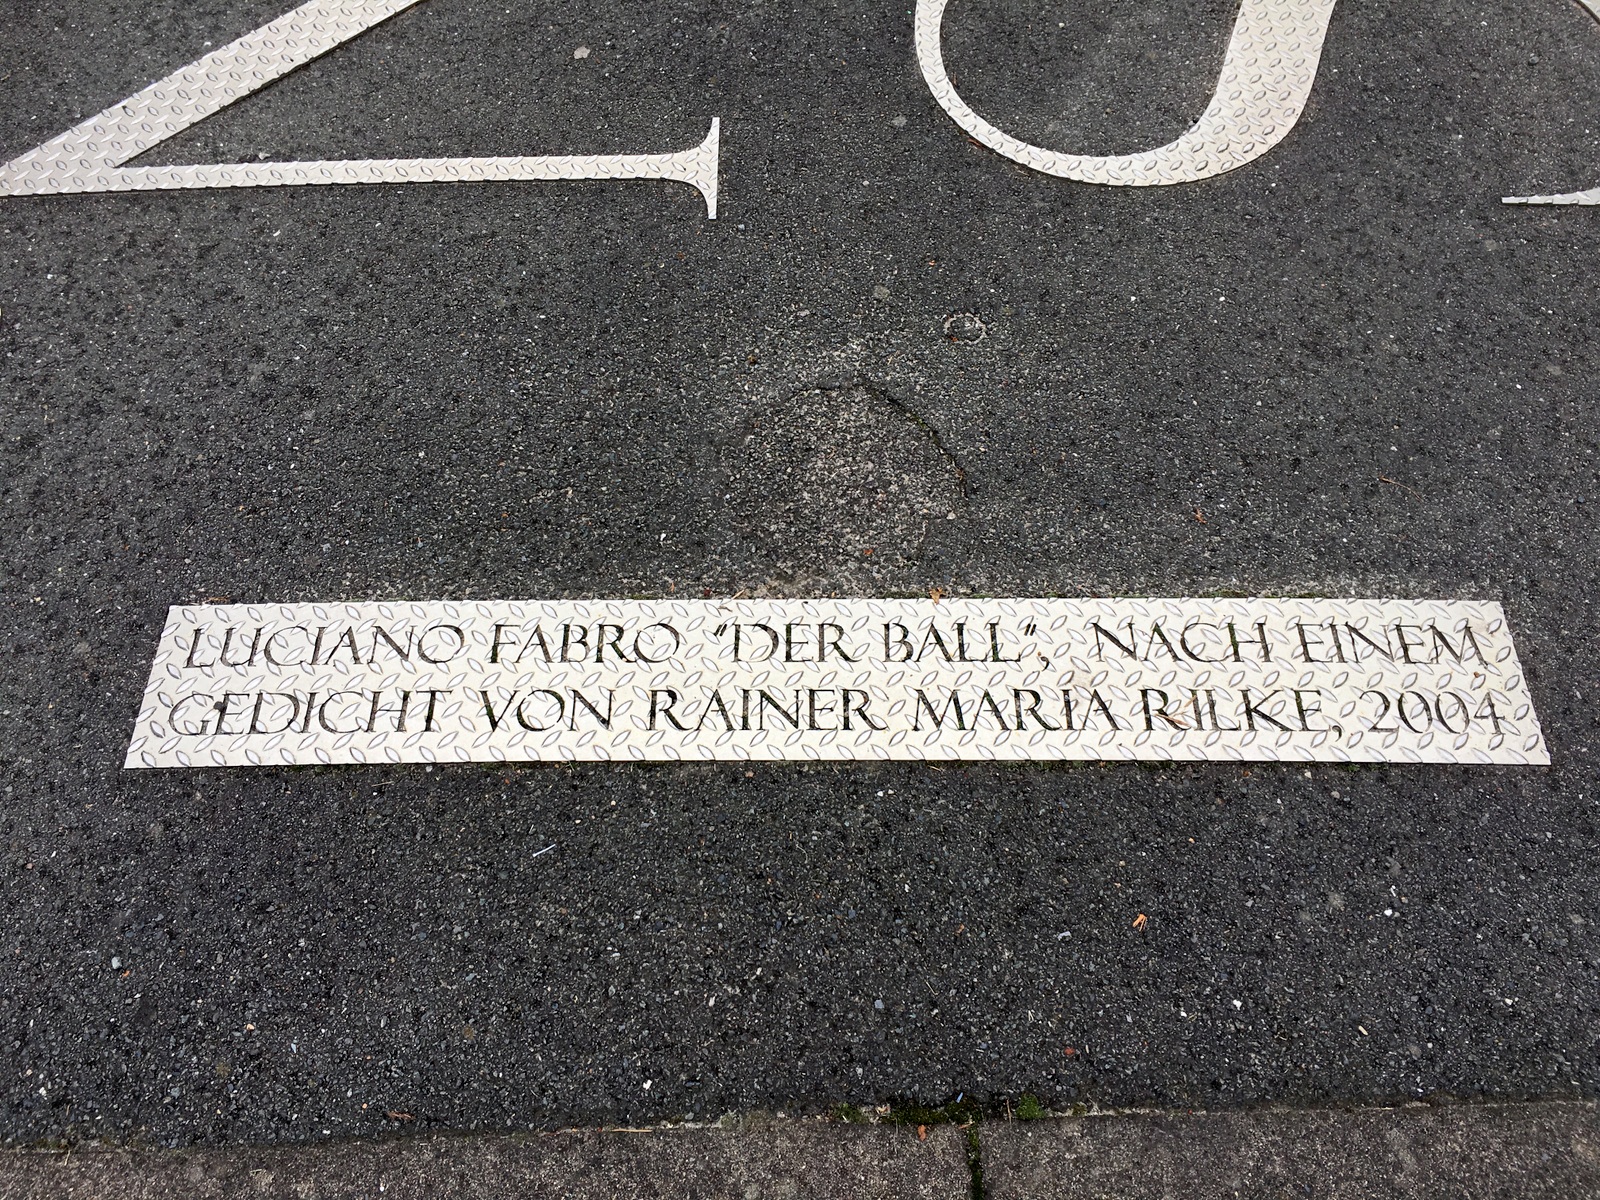 LUCIANO FABRO "DER BALL", NACH EINEM
GEDICHT VON RAINER MARIA RILKE, 2004